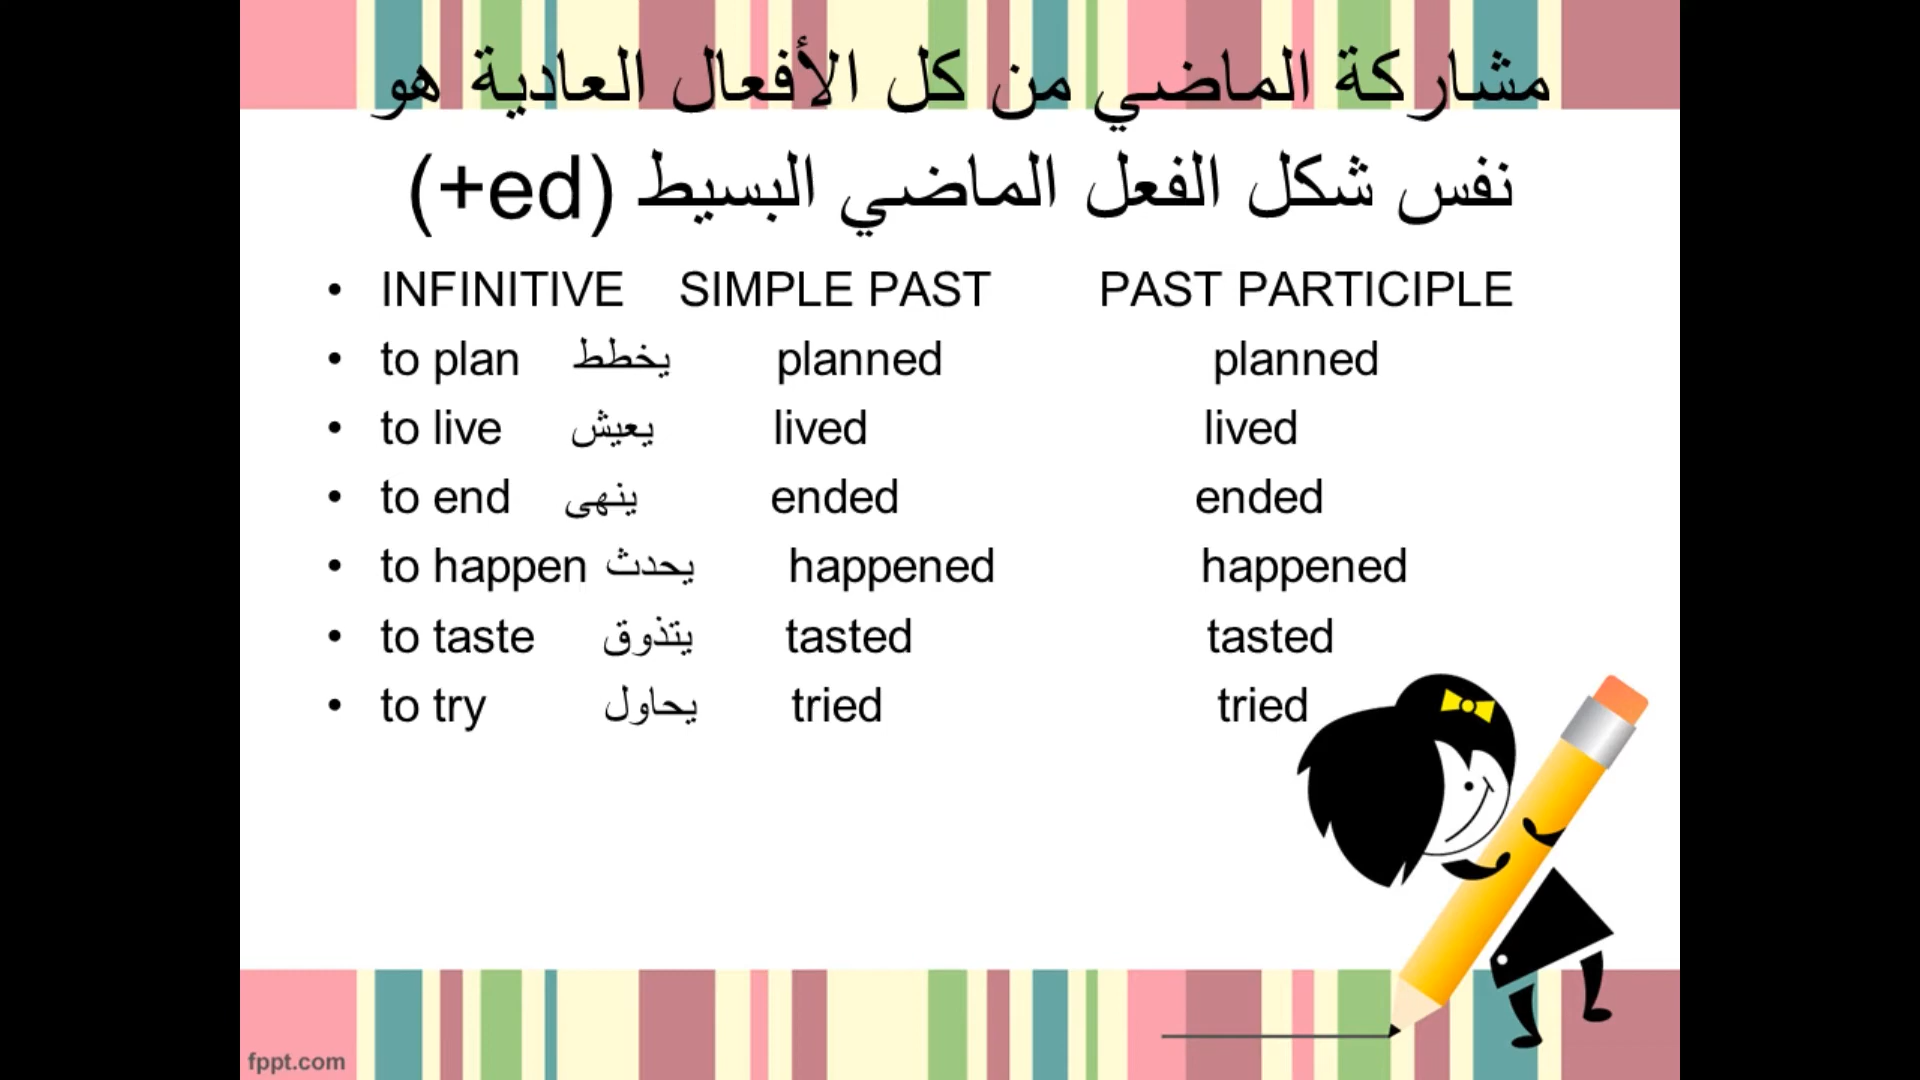 مشاركة الماضي من كل الأفعال العادية هو
نفس شكل الفعل الماضي البسيط (+ed)
• INFINITIVE SIMPLE PAST PAST PARTICIPLE
• to plan يخطط planned planned
• to live يعيش lived lived
• to end ينهى ended ended
• to happen يحدث happened happened
• to taste يتذوق tasted tasted
• to try يحاول tried tried
fppt.com